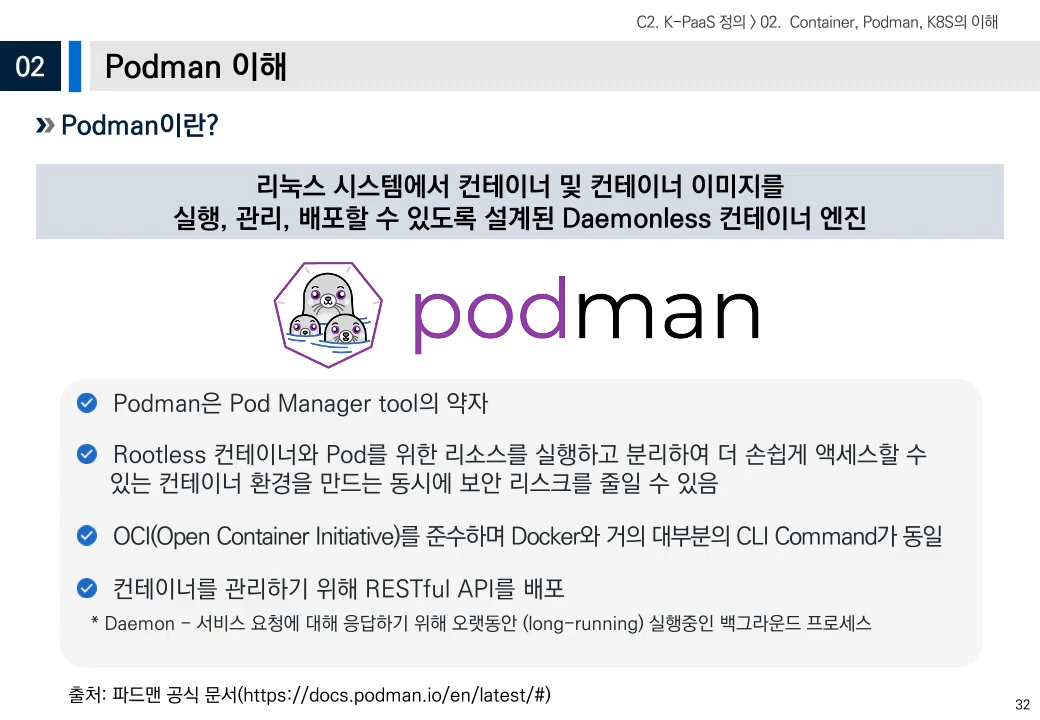 C2. K-PaaS 정의 > 02. Container, Podman, K8S의 이해
02
Podman 이해
Podman이란?
리눅스 시스템에서 컨테이너 및 컨테이너 이미지를
실행, 관리, 배포할 수 있도록 설계된 Daemonless 컨테이너 엔진
podman
Podman은 Pod Manager tool의 약자
Rootless 컨테이너와 Pod를 위한 리소스를 실행하고 분리하여 더 손쉽게 액세스할 수
있는 컨테이너 환경을 만드는 동시에 보안 리스크를 줄일 수 있음
OCI(Open Container Initiative)를 준수하며 Docker와 거의 대부분의 CLI Command가 동일
컨테이너를 관리하기 위해 RESTful API를 배포
* Daemon - 서비스 요청에 대해 응답하기 위해 오랫동안 (long-running) 실행중인 백그라운드 프로세스
출처: 파드맨 공식 문서(https://docs.podman.io/en/latest/#)
32